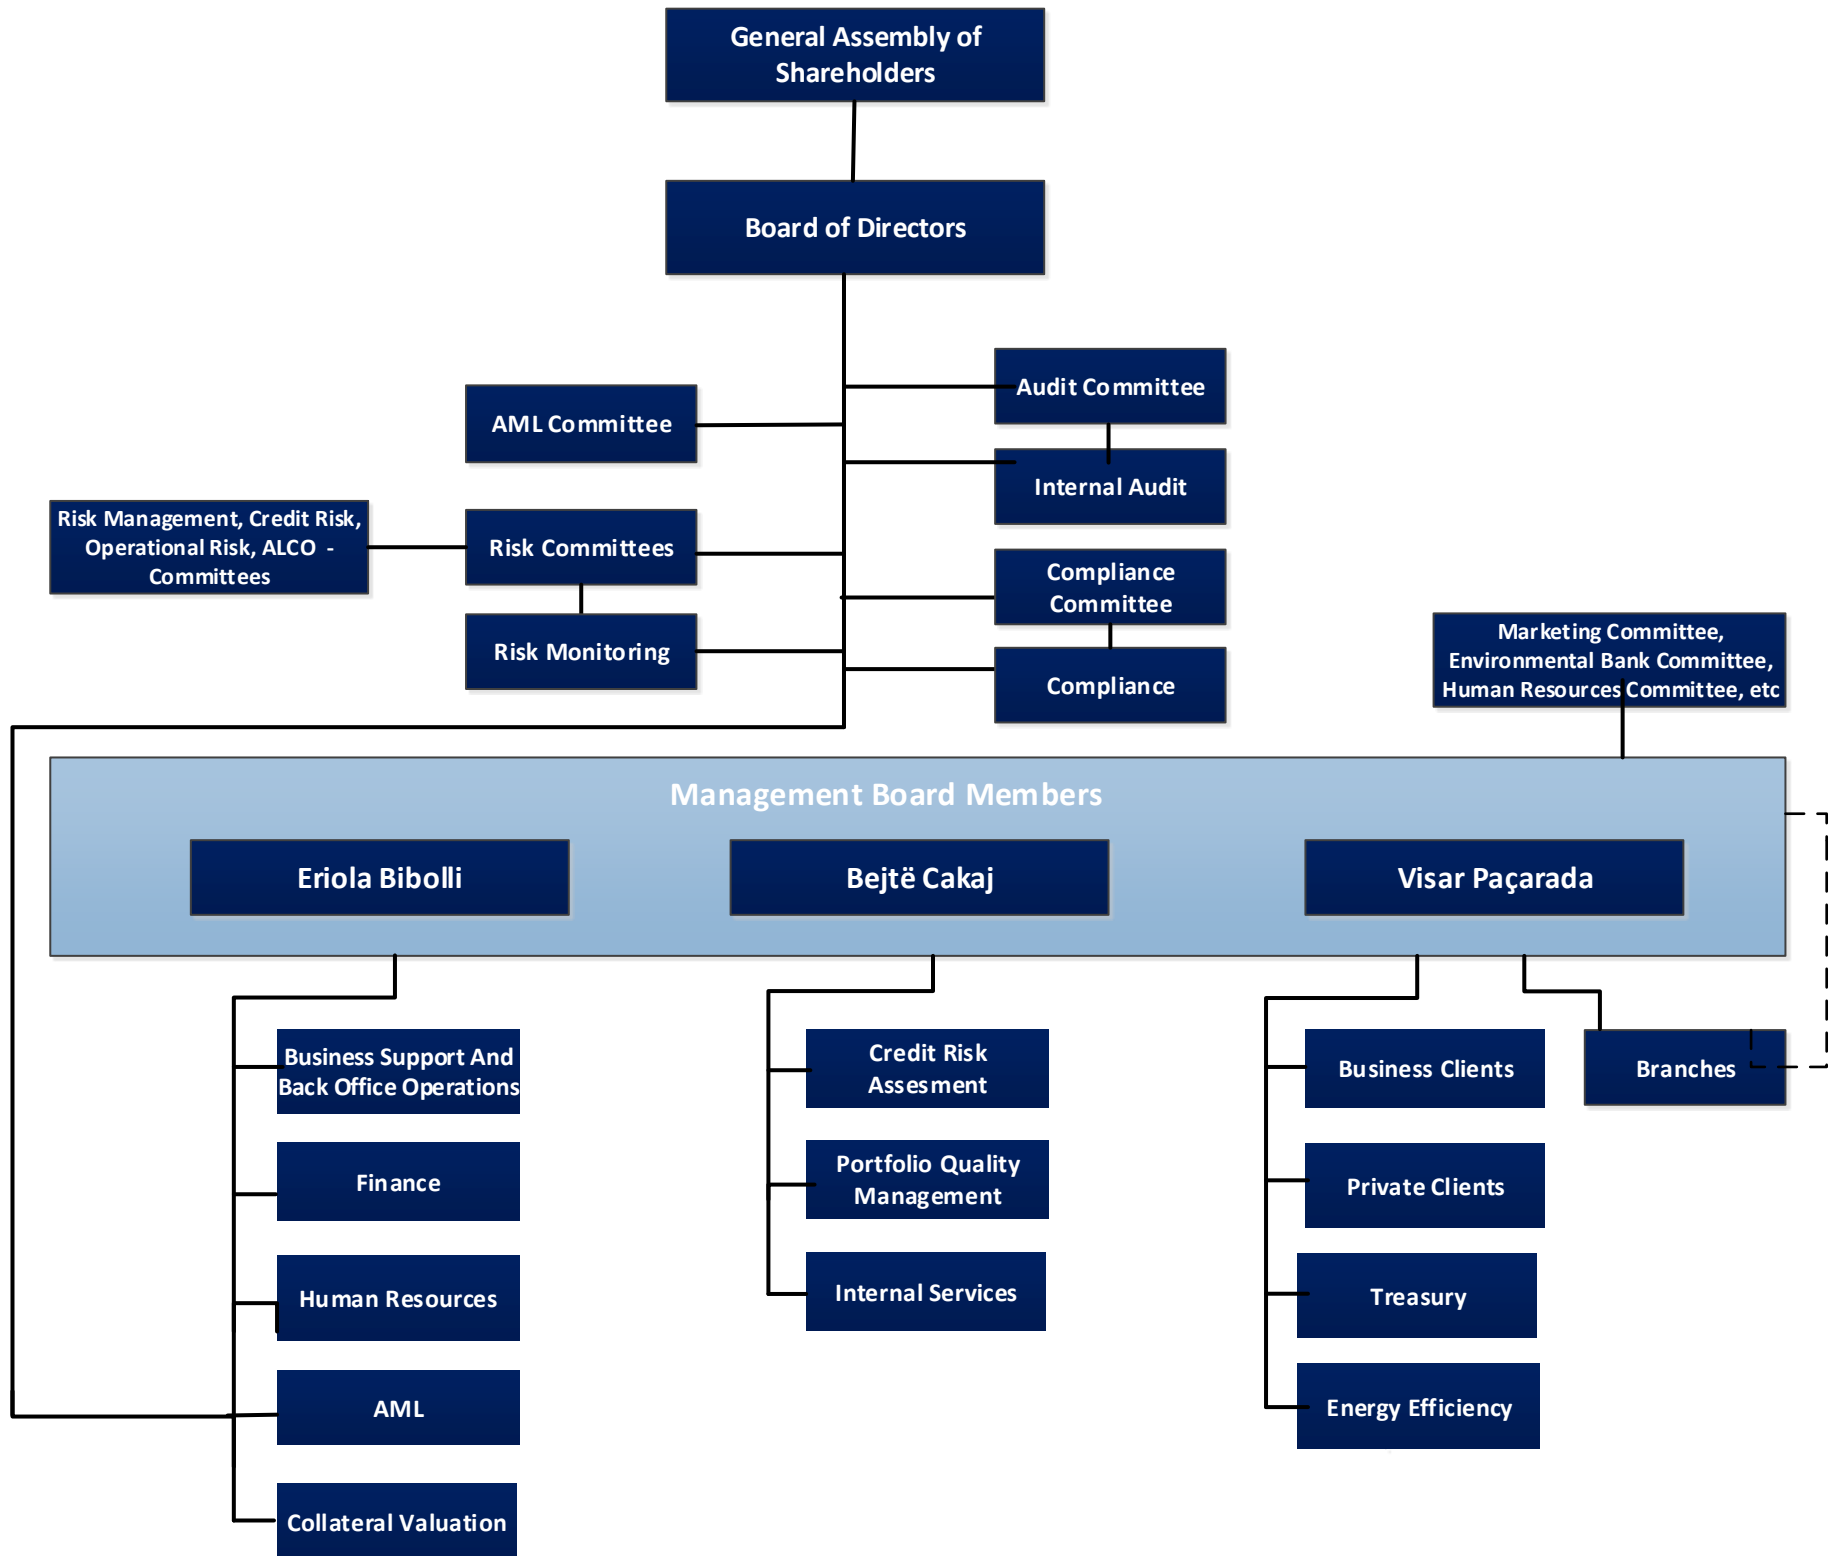 General Assembly of
Shareholders
Board of Directors
Audit Committee
AML Committee
Internal Audit
Risk Management, Credit Risk,
Operational Risk, ALCO -
Committees
Risk Committees
Compliance
Committee
Risk Monitoring
Compliance
Marketing Committee,
Environmental Bank Committee,
Human Resources Committee, etc
Management Board Members
Eriola Bibolli
Bejtë Cakaj
Visar Paçarada
Business Support And
Back Office Operations
Finance
Human Resources
AML
Collateral Valuation
Credit Risk
Assesment
Portfolio Quality
Management
Internal Services
Business Clients
Private Clients
Treasury
Energy Efficiency
Branches